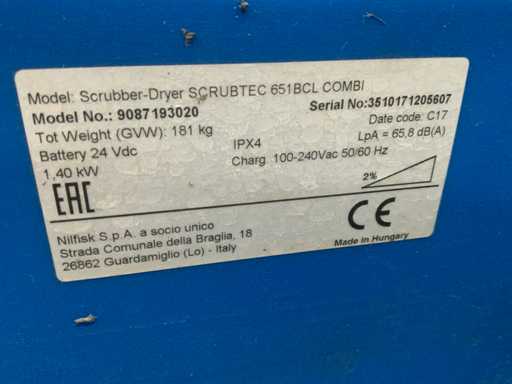 Model: Scrubber-Dryer SCRUBTEC 651BCL COMBI
Model No.: 9087193020 Serial No:3510171205607
Tot Weight (GVW): 181 kg Date code: C17
Battery 24 Vdc IPX4 LpA = 65,8 dB(A)
1,40 kW Charg. 100-240Vac 50/60 Hz
2%
EAC CE
Nilfisk S.p.A. a socio unico Made in Hungary
Strada Comunale della Braglia, 18
26862 Guardamiglio (Lo) - Italy